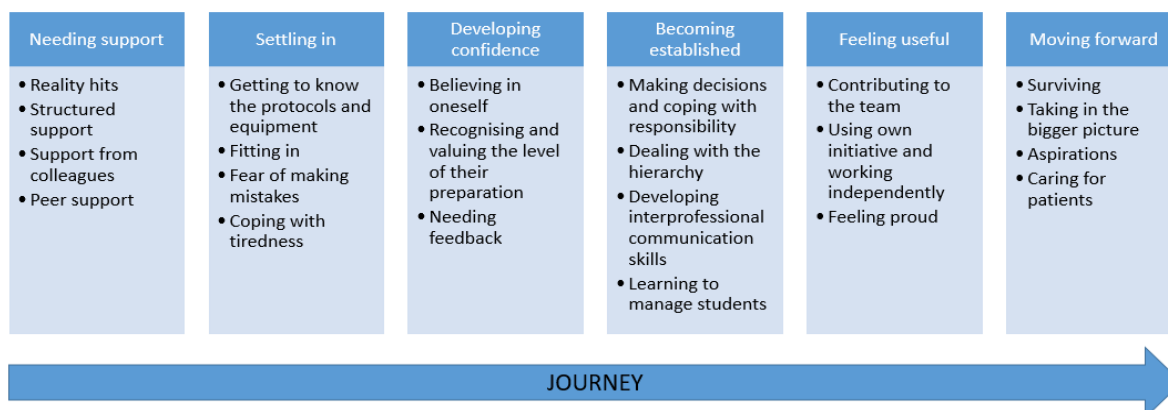 Needing support
• Reality hits
• Structured
support
• Support from
colleagues
• Peer support
Settling in
• Getting to know
the protocols and
equipment
• Fitting in
• Fear of making
mistakes
• Coping with
tiredness
Developing
confidence
• Believing in
oneself
• Recognising and
valuing the level
of their
preparation
• Needing
feedback
Becoming
established
• Making decisions
and coping with
responsibility
• Dealing with the
hierarchy
• Developing
interprofessional
communication
skills
• Learning to
manage students
Feeling useful
• Contributing to
the team
• Using own
initiative and
working
independently
• Feeling proud
Moving forward
• Surviving
• Taking in the
bigger picture
• Aspirations
• Caring for
patients
JOURNEY